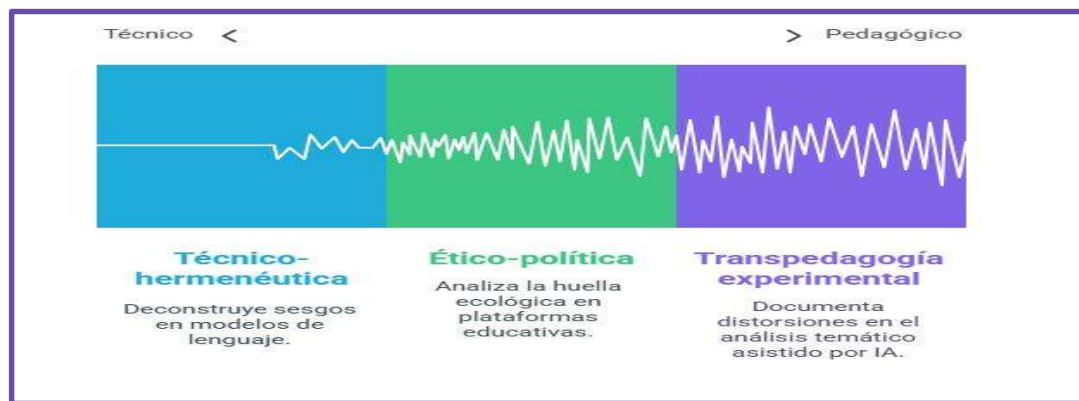 Técnico <
> Pedagógico
Técnico-
hermenéutica
Deconstruye sesgos
en modelos de
lenguaje.
Ético-política
Analiza la huella
ecológica en
plataformas
educativas.
Transpedagogía
experimental
Documenta
distorsiones en el
análisis temático
asistido por IA.